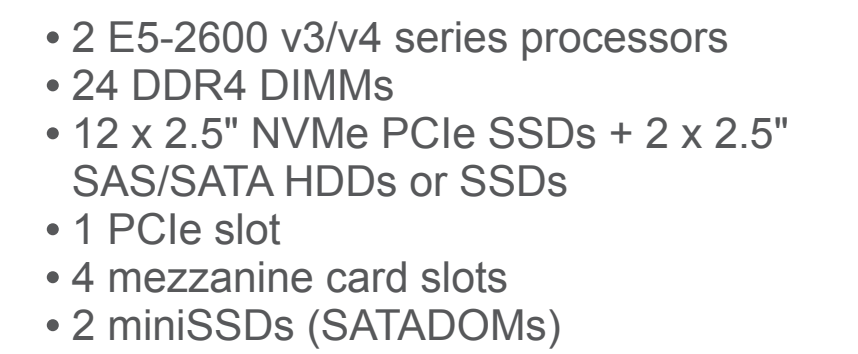 • 2 E5-2600 v3/v4 series processors
• 24 DDR4 DIMMs
• 12 x 2.5" NVMe PCIe SSDs + 2 x 2.5"
SAS/SATA HDDs or SSDs
• 1 PCIe slot
• 4 mezzanine card slots
• 2 miniSSDs (SATADOMs)